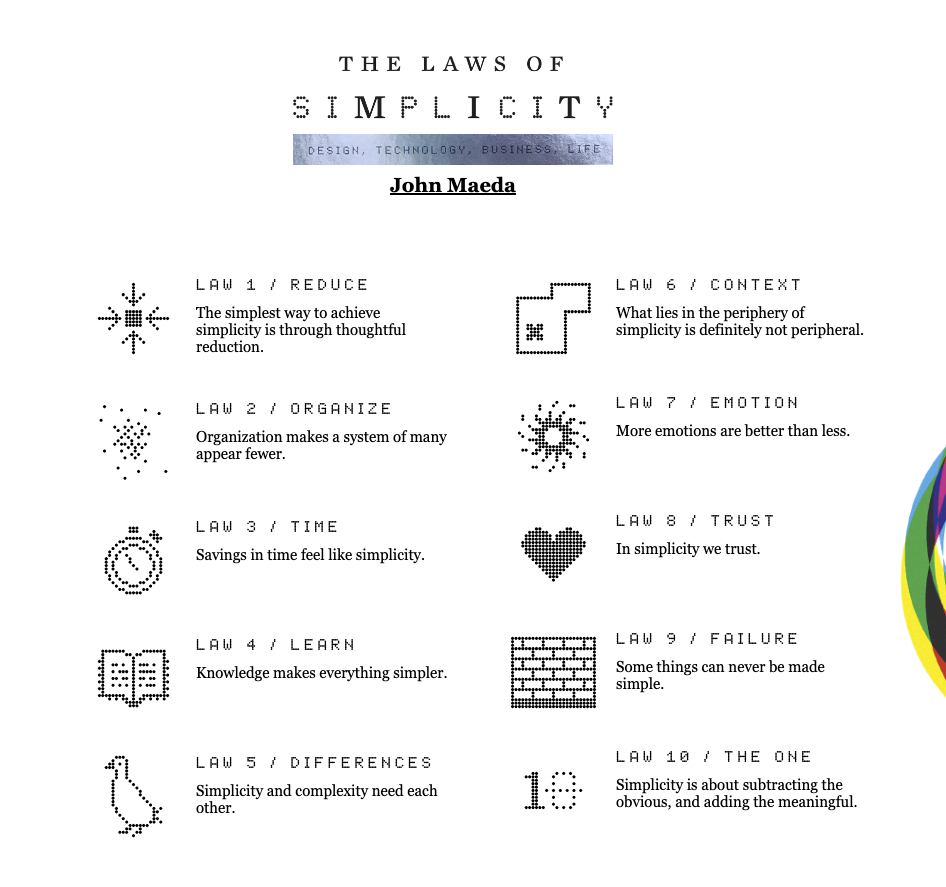 THE LAWS OF
SIMPLICITY
DESIGN, TECHNOLOGY, BUSINESS, LIFE
John Maeda
LAW 1 / REDUCE
The simplest way to achieve
simplicity is through thoughtful
reduction.
LAW 2 / ORGANIZE
Organization makes a system of many
appear fewer.
LAW 3 / TIME
Savings in time feel like simplicity.
LAW 4 / LEARN
Knowledge makes everything simpler.
LAW 5 / DIFFERENCES
Simplicity and complexity need each
other.
LAW 6 / CONTEXT
What lies in the periphery of
simplicity is definitely not peripheral.
LAW 7 / EMOTION
More emotions are better than less.
LAW 8 / TRUST
In simplicity we trust.
LAW 9 / FAILURE
Some things can never be made
simple.
10
LAW 10 / THE ONE
Simplicity is about subtracting the
obvious, and adding the meaningful.